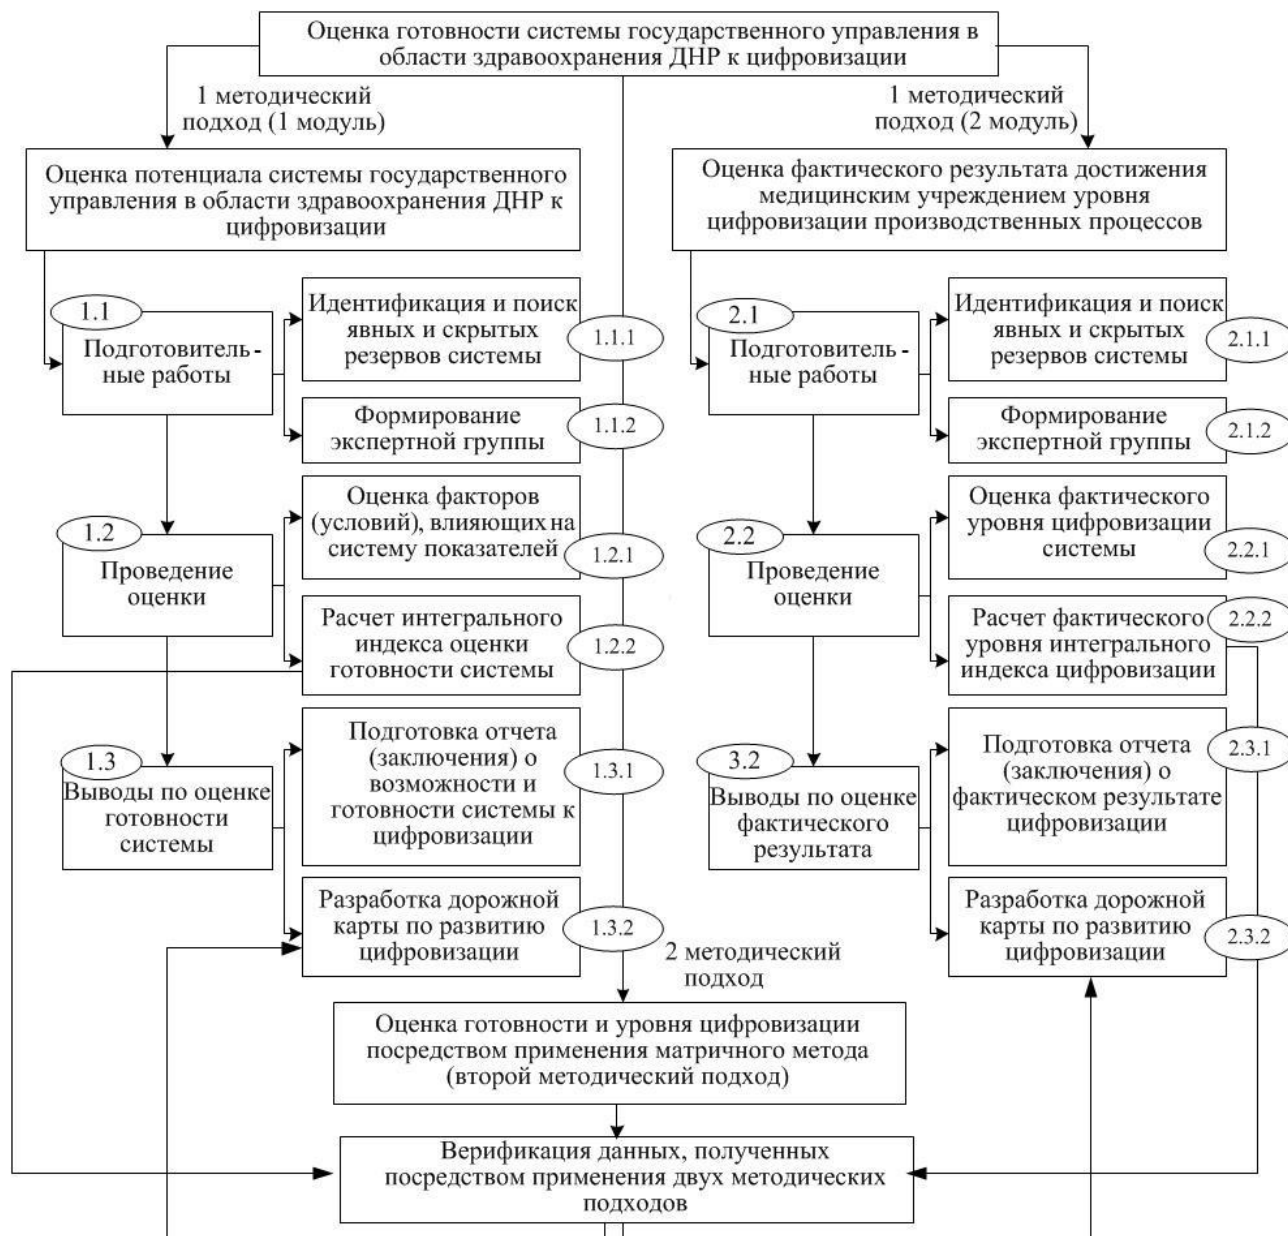 Оценка готовности системы государственного управления в
области здравоохранения ДНР к цифровизации
1 методический
подход (1 модуль)
1 методический
подход (2 модуль)
Оценка потенциала системы государственного
управления в области здравоохранения ДНР к
цифровизации
Оценка фактического результата достижения
медицинским учреждением уровня
цифровизации производственных процессов
1.1
Подготовитель-
ные работы
Идентификация и поиск
явных и скрытых
резервов системы
1.1.1
Формирование
экспертной группы
1.1.2
2.1
Подготовитель-
ные работы
Идентификация и поиск
явных и скрытых
резервов системы
2.1.1
Формирование
экспертной группы
2.1.2
1.2
Проведение
оценки
Оценка факторов
(условий), влияющих на
систему показателей
1.2.1
Расчет интегрального
индекса оценки
готовности системы
1.2.2
2.2
Проведение
оценки
Оценка фактического
уровня цифровизации
системы
2.2.1
Расчет фактического
уровня интегрального
индекса цифровизации
2.2.2
1.3
Выводы по оценке
готовности
системы
Подготовка отчета
(заключения) о
возможности и
готовности системы к
цифровизации
1.3.1
Разработка дорожной
карты по развитию
цифровизации
1.3.2
3.2
Выводы по оценке
фактического
результата
Подготовка отчета
(заключения) о
фактическом результате
цифровизации
2.3.1
Разработка дорожной
карты по развитию
цифровизации
2.3.2
2 методический
подход
Оценка готовности и уровня цифровизации
посредством применения матричного метода
(второй методический подход)
Верификация данных, полученных
посредством применения двух методических
подходов